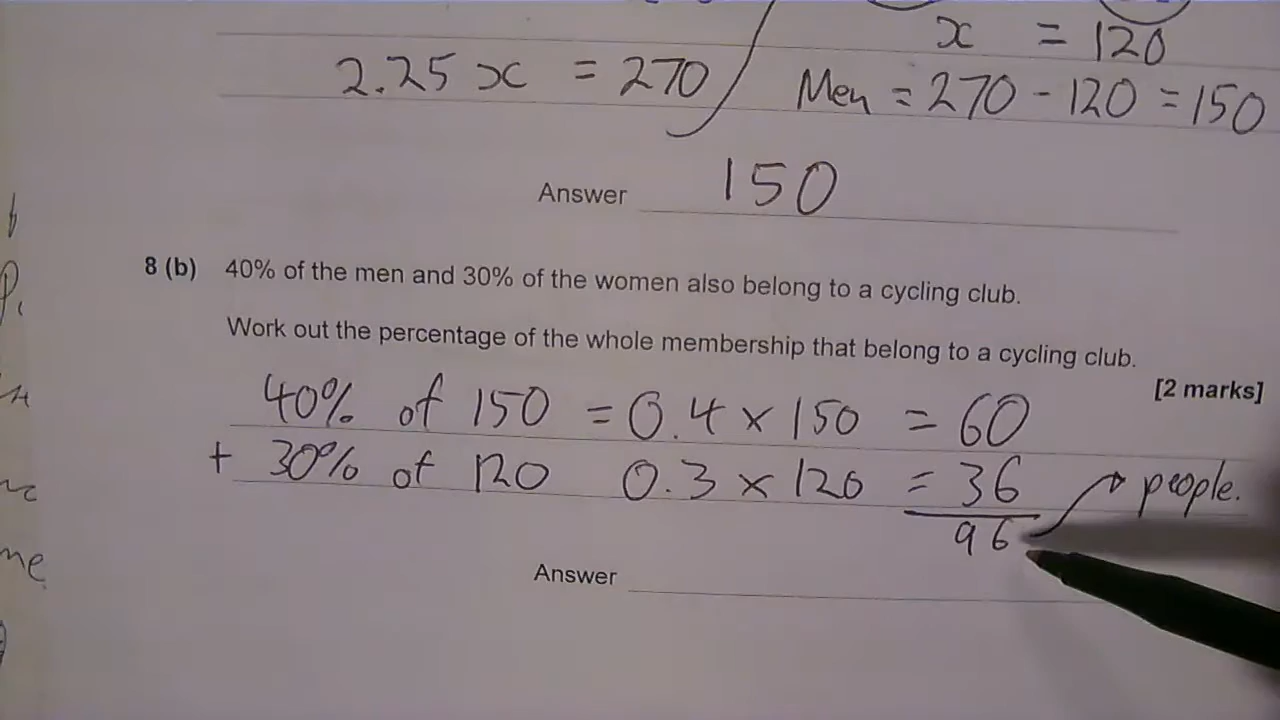 x = 120
2.25 x = 270
Men = 270 - 120 = 150
Answer 150
8 (b) 40% of the men and 30% of the women also belong to a cycling club.
Work out the percentage of the whole membership that belong to a cycling club.
[2 marks]
40% of 150 = 0.4 × 150 = 60
+ 30% of 120 0.3 × 120 = 36 → people.
96
Answer